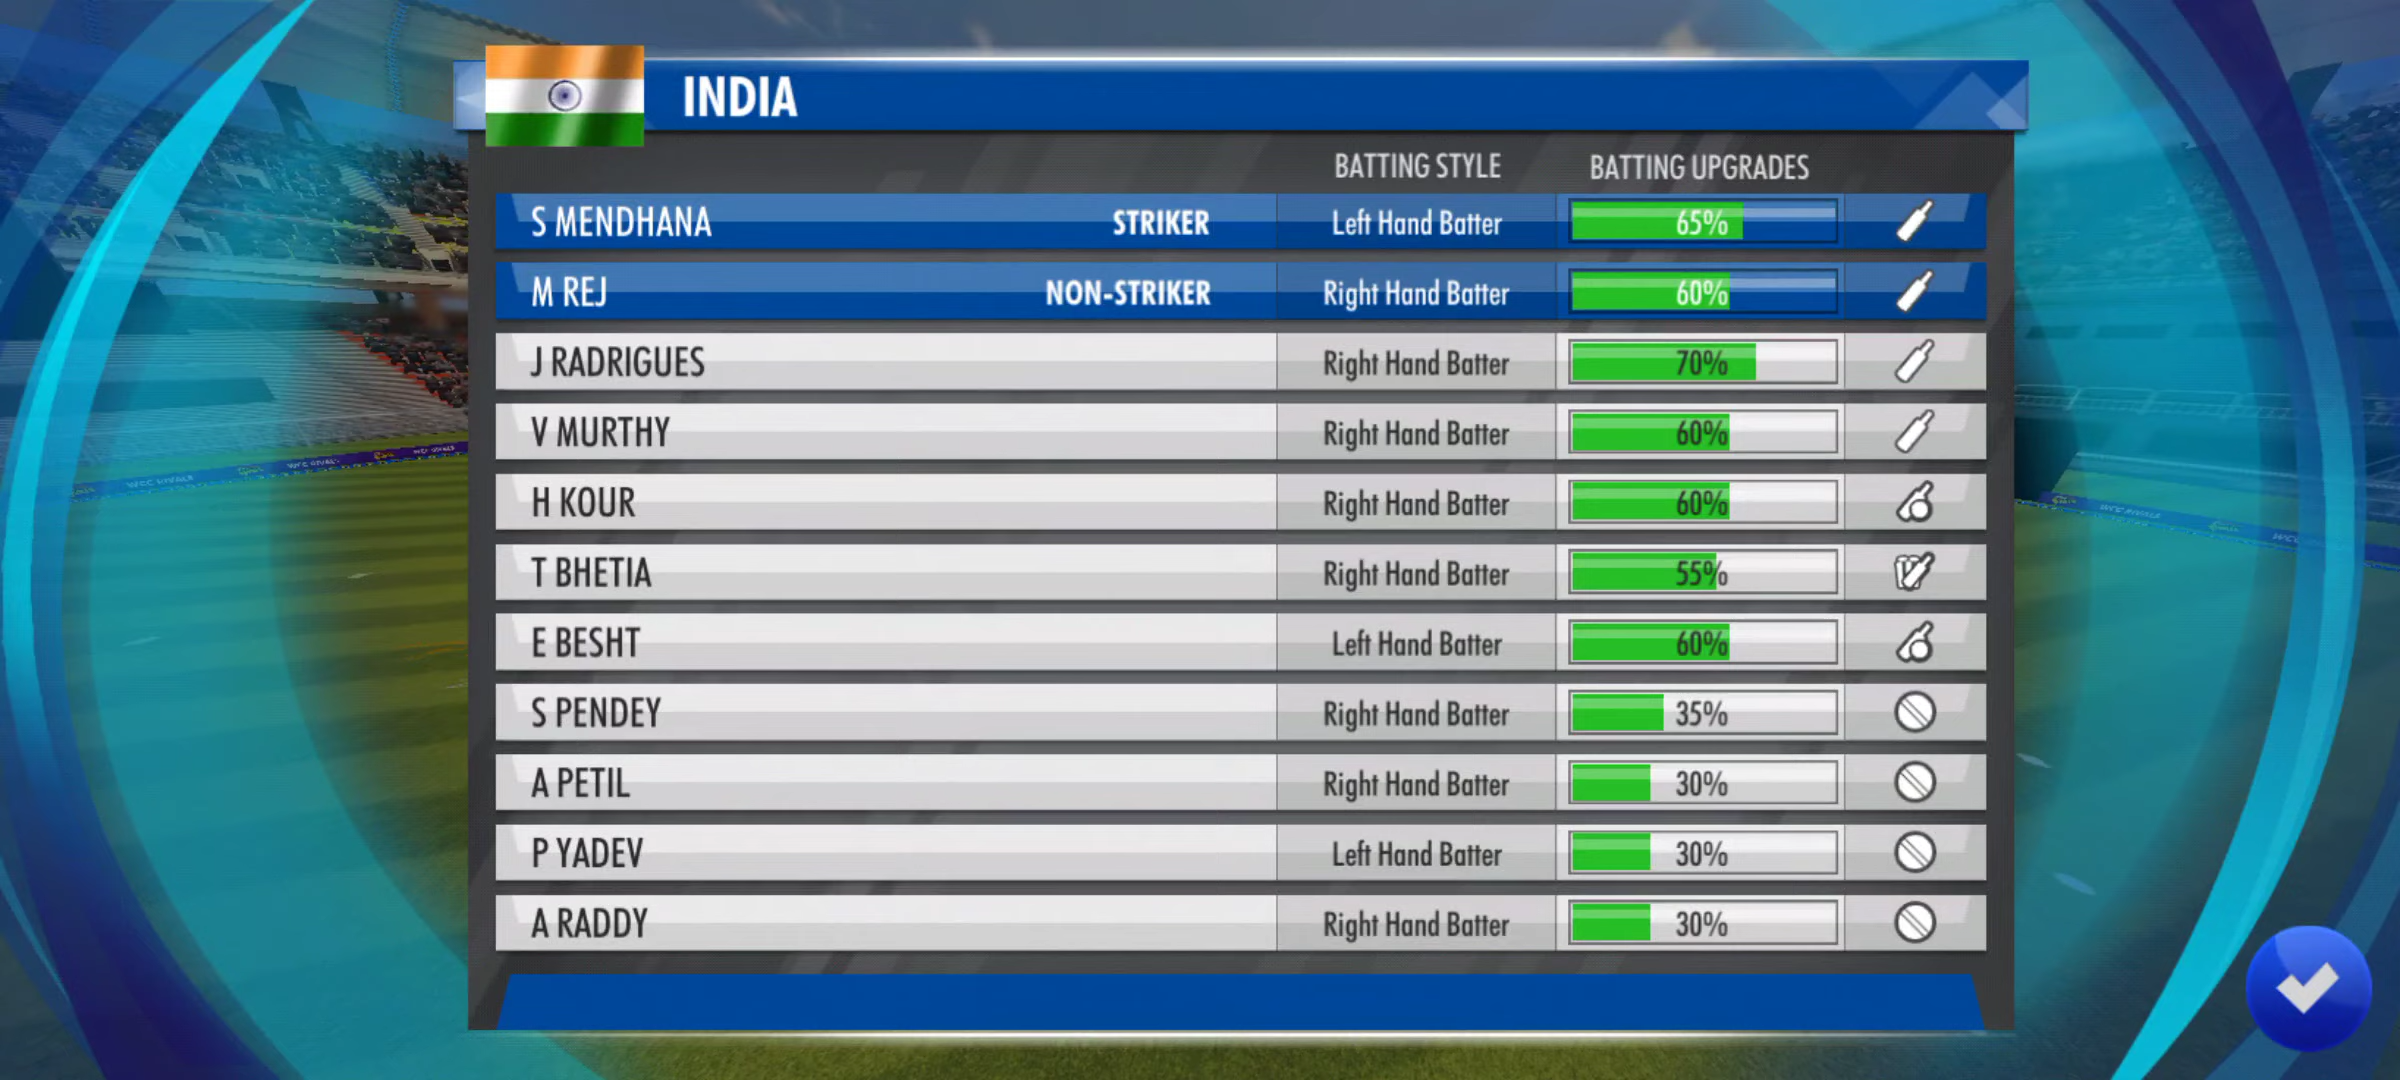 INDIA
BATTING STYLE BATTING UPGRADES
S MENDHANA STRIKER Left Hand Batter 65%
M REJ NON-STRIKER Right Hand Batter 60%
J RADRIGUES Right Hand Batter 70%
V MURTHY Right Hand Batter 60%
H KOUR Right Hand Batter 60%
T BHETIA Right Hand Batter 55%
E BESHT Left Hand Batter 60%
S PENDEY Right Hand Batter 35%
A PETIL Right Hand Batter 30%
P YADEV Left Hand Batter 30%
A RADDY Right Hand Batter 30%
WCC RIVALS